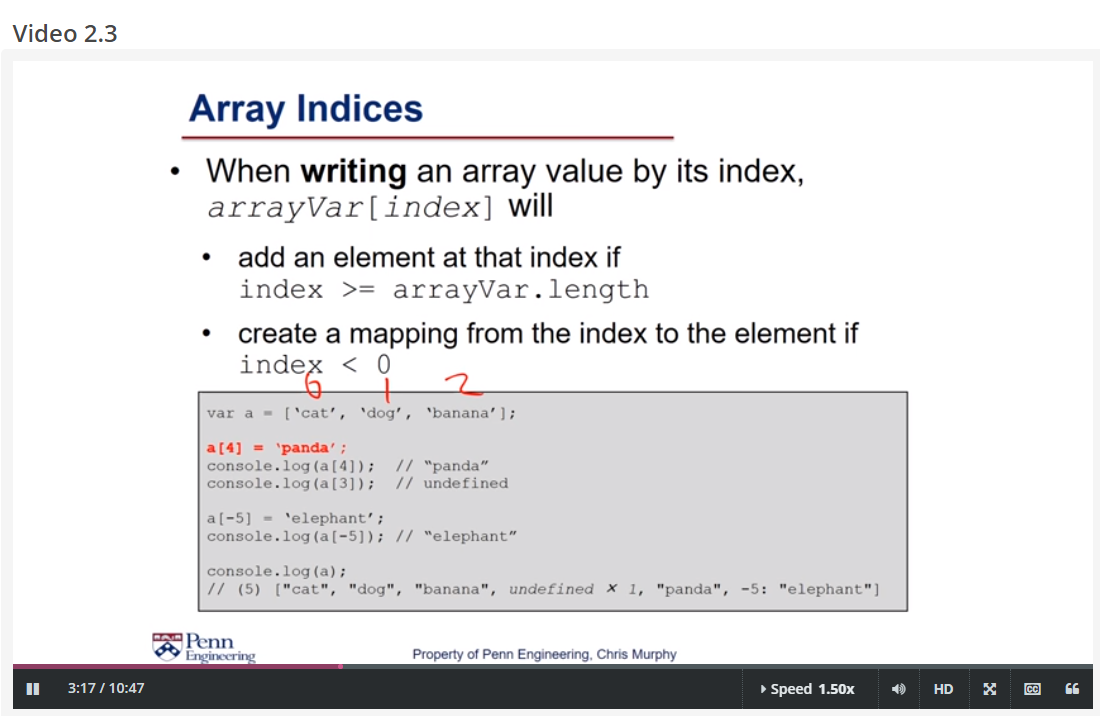 Video 2.3
Array Indices
• When writing an array value by its index,
arrayVar[index] will
• add an element at that index if
index >= arrayVar.length
• create a mapping from the index to the element if
index < 0
0 1 2
var a = [‘cat’, ‘dog’, ‘banana’];
a[4] = ‘panda’;
console.log(a[4]); // “panda”
console.log(a[3]); // undefined
a[-5] = ‘elephant’;
console.log(a[-5]); // “elephant”
console.log(a);
// (5) ["cat", "dog", "banana", undefined × 1, "panda", -5: "elephant"]
Penn
Engineering
Property of Penn Engineering, Chris Murphy
3:17 / 10:47
Speed 1.50x
HD
CC